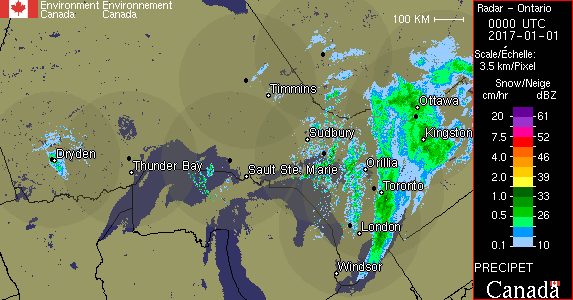 Environment Environnement
Canada Canada
100 KM
Radar - Ontario
0000 UTC
2017-01-01
Scale/Échelle:
3.5 km/Pixel
Snow/Neige
cm/hr dBZ
20 61
7.5 52
4.0 46
2.0 39
1.0 33
0.5 26
0.1 10
PRECIPET
Canada
Timmins
Ottawa
Sudbury
Kingston
Dryden
Thunder Bay
Sault Ste. Marie
Orillia
Toronto
London
Windsor